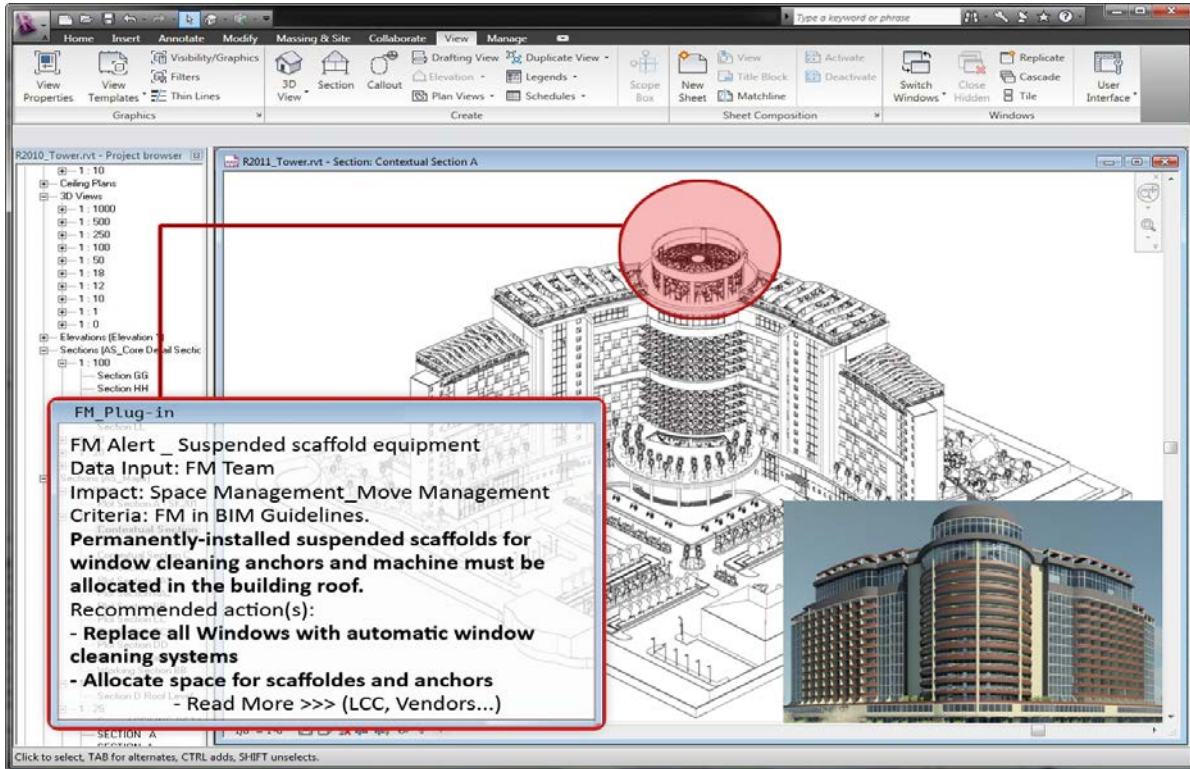 Type a keyword or phrase
Home Insert Annotate Modify Massing & Site Collaborate View Manage
View Properties
View Templates
Visibility/Graphics
Filters
Thin Lines
3D View
Section
Callout
Drafting View
Elevation
Plan Views
Duplicate View
Legends
Schedules
Scope Box
New Sheet
View
Title Block
Matchline
Activate
Deactivate
Switch Windows
Close Hidden
Replicate
Cascade
Tile
User Interface
Graphics
Create
Sheet Composition
Windows
R2010_Tower.rvt - Project browser
R2011_Tower.rvt - Section: Contextual Section A
1 : 10
Ceiling Plans
3D Views
1 : 1000
1 : 500
1 : 250
1 : 100
1 : 50
1 : 18
1 : 12
1 : 10
1 : 1
1 : 0
Elevations (Elevation 1)
Sections (AS_Core Detail Sectic
1 : 100
Section GG
Section HH
FM_Plug-in
Section LL
FM Alert _ Suspended scaffold equipment
Data Input: FM Team
Impact: Space Management_Move Management
Criteria: FM in BIM Guidelines.
Permanently-installed suspended scaffolds for
window cleaning anchors and machine must be
allocated in the building roof.
Recommended action(s):
- Replace all Windows with automatic window
cleaning systems
- Allocate space for scaffoldes and anchors
- Read More >>> (LCC, Vendors...)
SECTION A
Click to select, TAB for alternates, CTRL adds, SHIFT unselects.